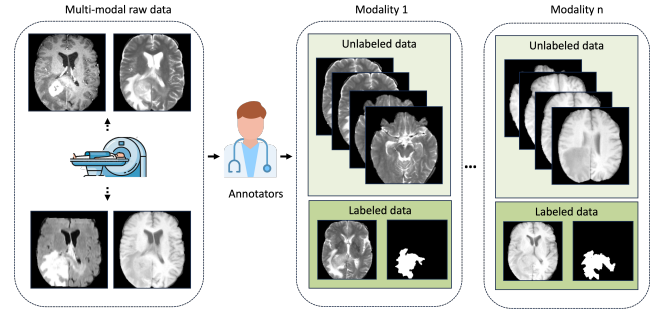 Multi-modal raw data
Annotators
Modality 1
Unlabeled data
Labeled data
...
Modality n
Unlabeled data
Labeled data